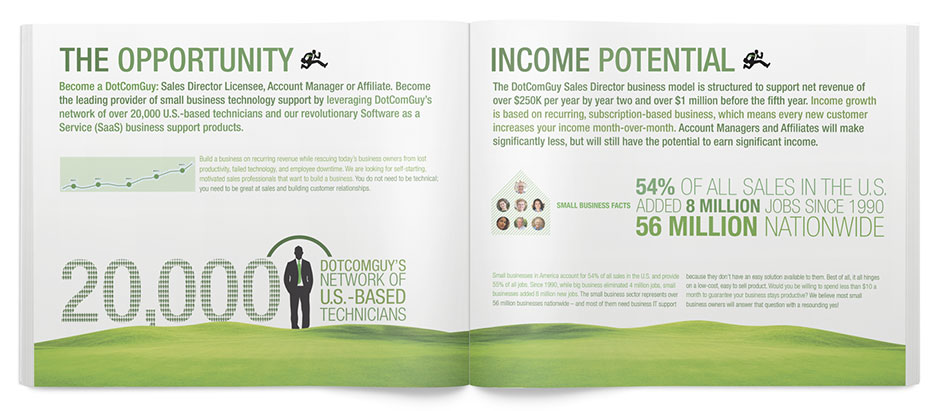 THE OPPORTUNITY
Become a DotComGuy: Sales Director Licensee, Account Manager or Affiliate. Become
the leading provider of small business technology support by leveraging DotComGuy's
network of over 20,000 U.S.-based technicians and our revolutionary Software as a
Service (SaaS) business support products.
Build a business on recurring revenue while rescuing today's business owners from lost
productivity, failed technology, and employee downtime. We are looking for self-starting,
motivated sales professionals that want to build a business. You do not need to be technical;
you need to be great at sales and building customer relationships.
20,000
DOTCOMGUY'S
NETWORK OF
U.S.-BASED
TECHNICIANS
INCOME POTENTIAL
The DotComGuy Sales Director business model is structured to support net revenue of
over $250K per year by year two and over $1 million before the fifth year. Income growth
is based on recurring, subscription-based business, which means every new customer
increases your income month-over-month. Account Managers and Affiliates will make
significantly less, but will still have the potential to earn significant income.
SMALL BUSINESS FACTS
54% OF ALL SALES IN THE U.S.
ADDED 8 MILLION JOBS SINCE 1990
56 MILLION NATIONWIDE
Small businesses in America account for 54% of all sales in the U.S. and provide
55% of all jobs. Since 1990, while big business eliminated 4 million jobs, small
businesses added 8 million new jobs. The small business sector represents over
56 million businesses nationwide – and most of them need business IT support
because they don't have an easy solution available to them. Best of all, it all hinges
on a low-cost, easy to sell product. Would you be willing to spend less than $10 a
month to guarantee your business stays productive? We believe most small
business owners will answer that question with a resounding yes!